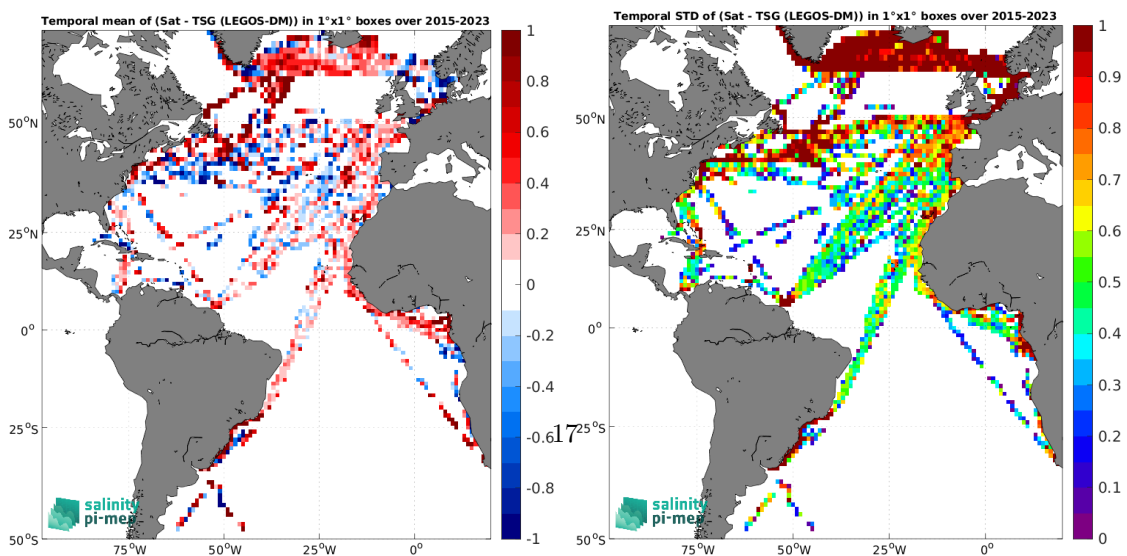 Temporal mean of (Sat - TSG (LEGOS-DM)) in 1°x1° boxes over 2015-2023
50°N
25°N
0°
25°S
50°S
75°W
50°W
25°W
0°
1
0.8
0.6
0.4
0.2
0
-0.2
-0.4
-0.6
-0.8
-1
salinity
pi-mep
17
Temporal STD of (Sat - TSG (LEGOS-DM)) in 1°x1° boxes over 2015-2023
50°N
25°N
0°
25°S
50°S
75°W
50°W
25°W
0°
1
0.9
0.8
0.7
0.6
0.5
0.4
0.3
0.2
0.1
0
salinity
pi-mep